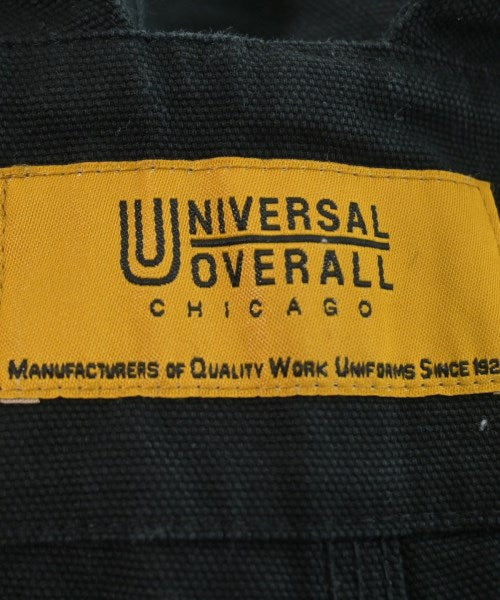 UNIVERSAL
OVERALL
CHICAGO
MANUFACTURERS OF QUALITY WORK UNIFORMS SINCE